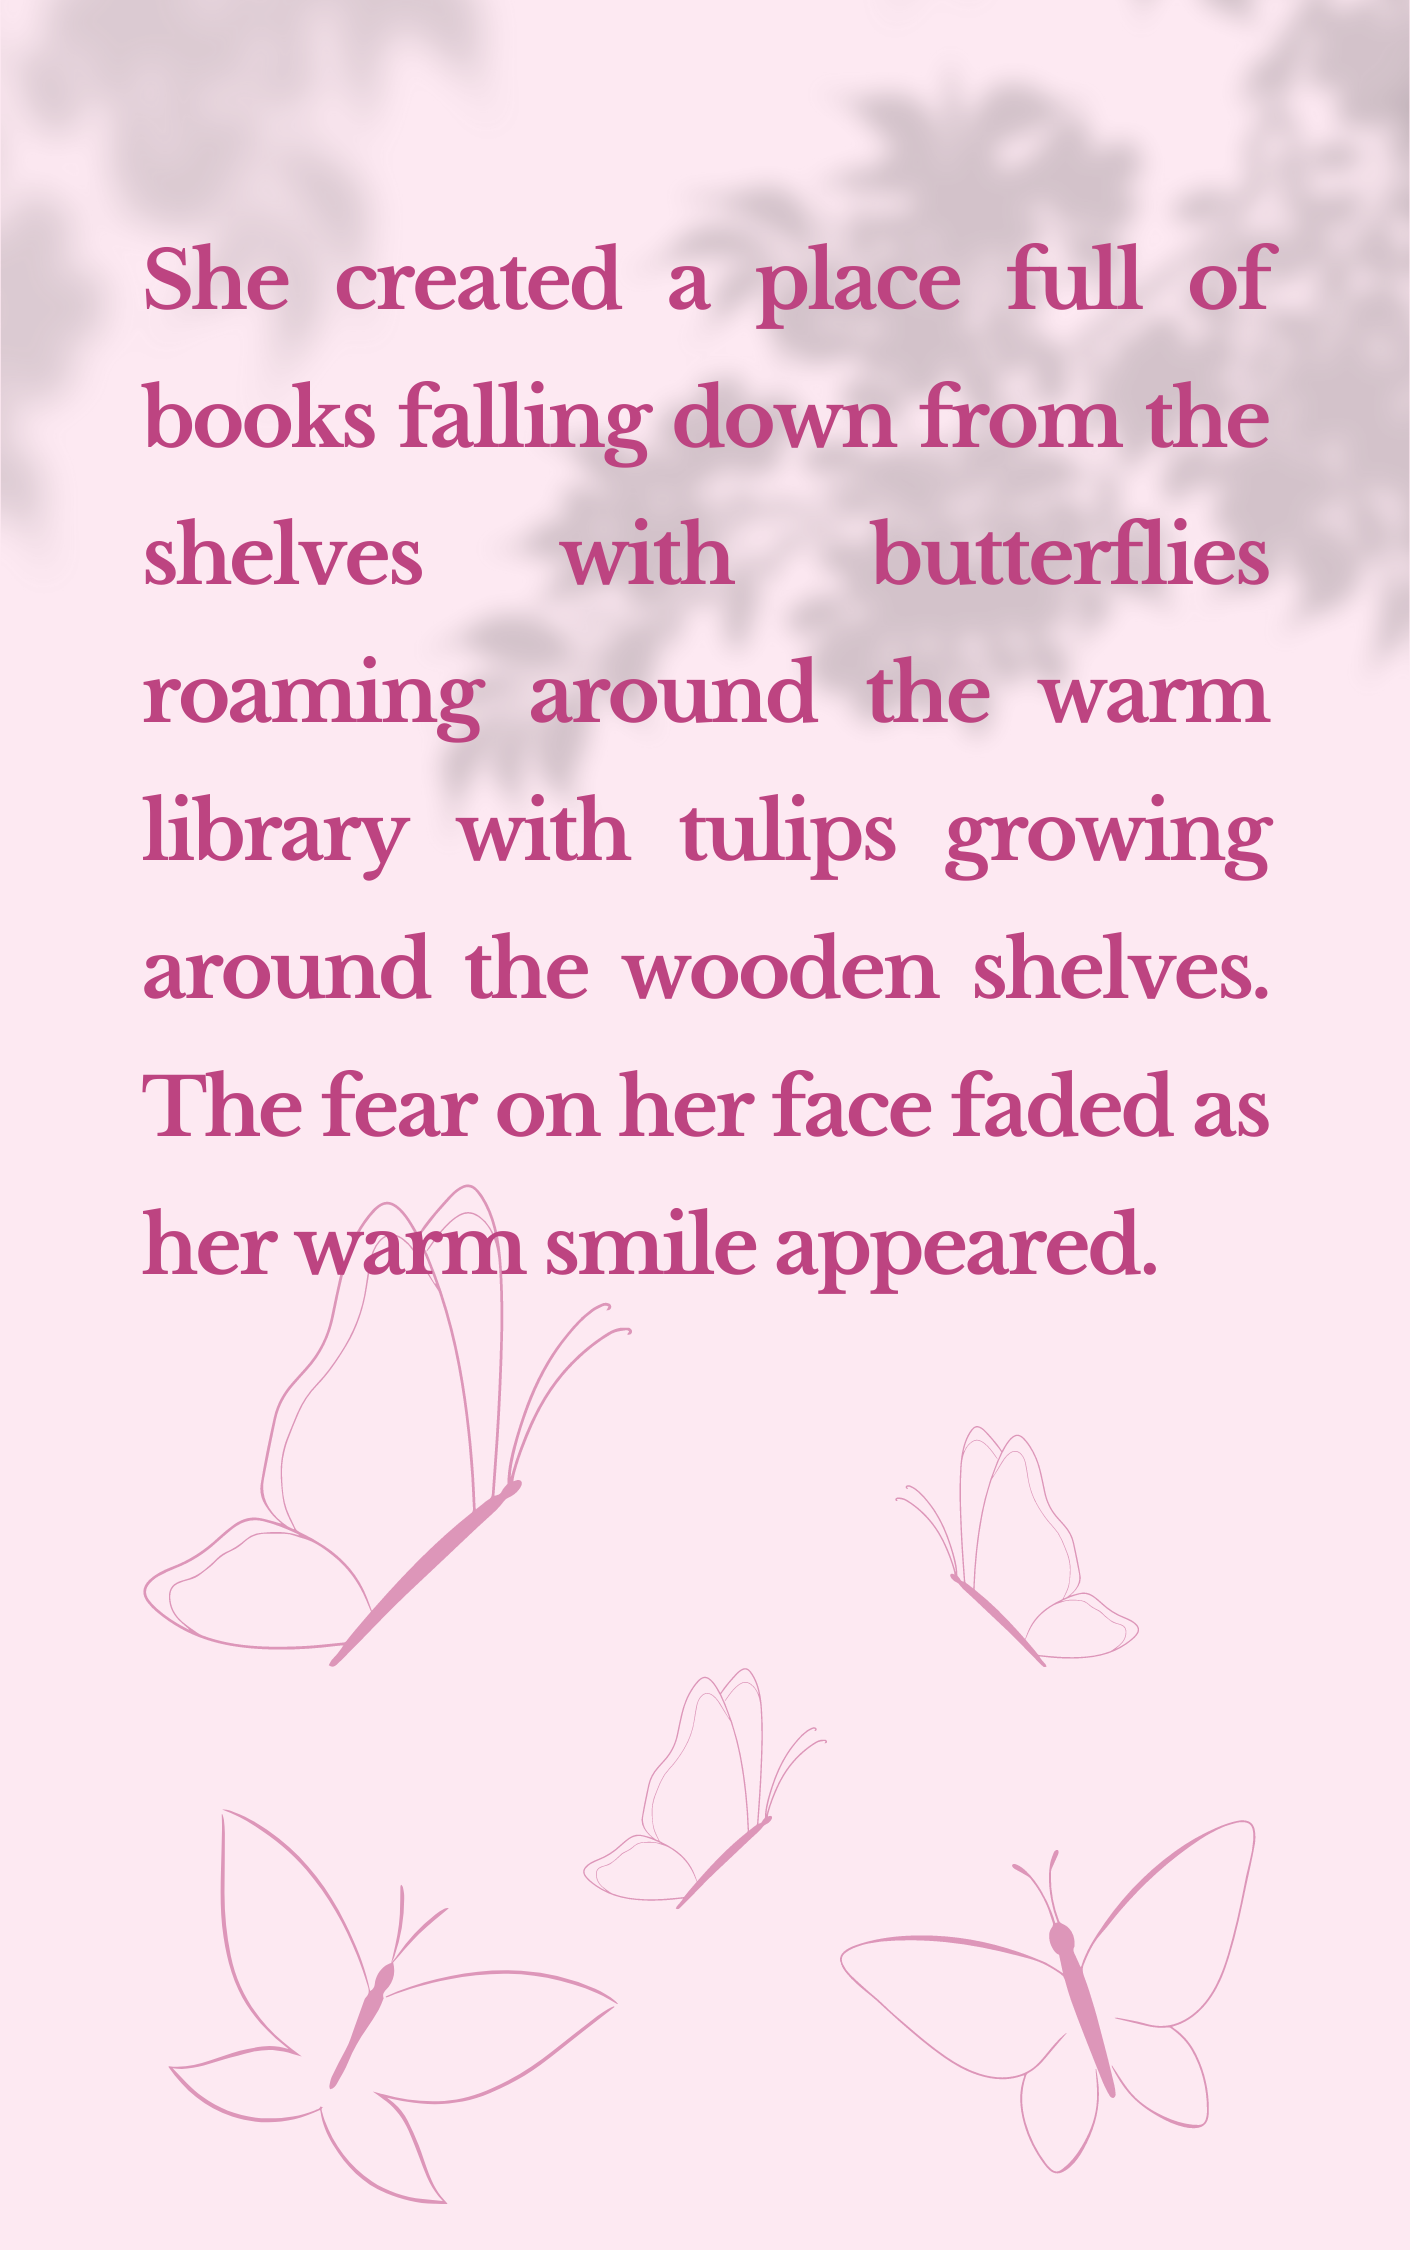 She created a place full of
books falling down from the
shelves with butterflies
roaming around the warm
library with tulips growing
around the wooden shelves.
The fear on her face faded as
her warm smile appeared.